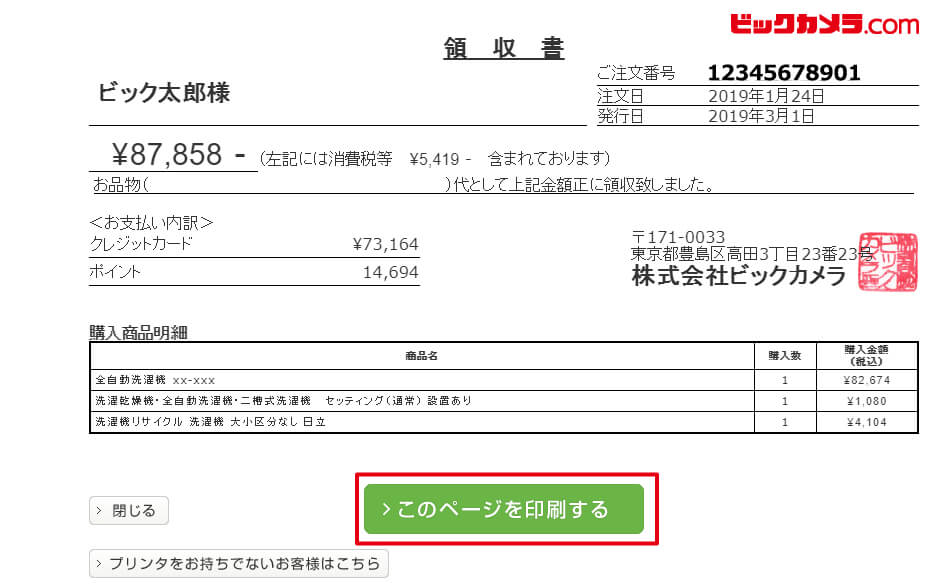 ビックカメラ.com
領 収 書
ビック太郎様
ご注文番号 12345678901
注文日 2019年1月24日
発行日 2019年3月1日
¥87,858 - (左記には消費税等 ¥5,419 - 含まれております)
お品物( )代として上記金額正に領収致しました。
<お支払い内訳>
クレジットカード ¥73,164
ポイント 14,694
〒171-0033
東京都豊島区高田3丁目23番23号
株式会社ビックカメラ
購入商品明細
商品名 購入数 購入金額
(税込)
全自動洗濯機 xx-xxx 1 ¥82,674
洗濯乾燥機・全自動洗濯機・二槽式洗濯機 セッティング(通常) 設置あり 1 ¥1,080
洗濯機リサイクル 洗濯機 大小区分なし 日立 1 ¥4,104
> 閉じる
> このページを印刷する
> プリンタをお持ちでないお客様はこちら